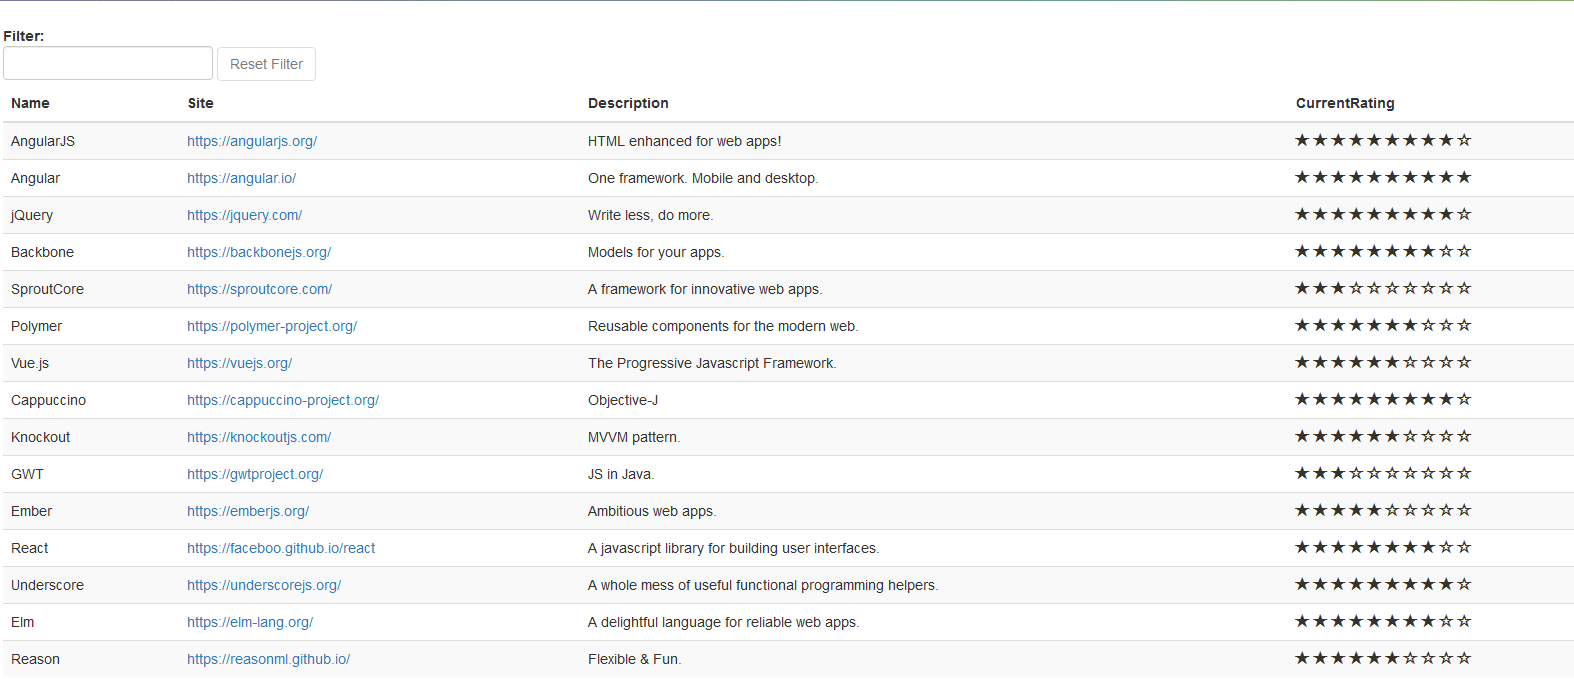 Filter:
Reset Filter
Name Site Description CurrentRating
AngularJS https://angularjs.org/ HTML enhanced for web apps! ★★★★★★★★★☆
Angular https://angular.io/ One framework. Mobile and desktop. ★★★★★★★★★★
jQuery https://jquery.com/ Write less, do more. ★★★★★★★★★☆
Backbone https://backbonejs.org/ Models for your apps. ★★★★★★★★☆☆
SproutCore https://sproutcore.com/ A framework for innovative web apps. ★★★☆☆☆☆☆☆☆
Polymer https://polymer-project.org/ Reusable components for the modern web. ★★★★★★★☆☆☆
Vue.js https://vuejs.org/ The Progressive Javascript Framework. ★★★★★★☆☆☆☆
Cappuccino https://cappuccino-project.org/ Objective-J ★★★★★★★★★☆
Knockout https://knockoutjs.com/ MVVM pattern. ★★★★★★☆☆☆☆
GWT https://gwtproject.org/ JS in Java. ★★★☆☆☆☆☆☆☆
Ember https://emberjs.org/ Ambitious web apps. ★★★★★☆☆☆☆☆
React https://faceboo.github.io/react A javascript library for building user interfaces. ★★★★★★★★☆☆
Underscore https://underscorejs.org/ A whole mess of useful functional programming helpers. ★★★★★★★★★☆
Elm https://elm-lang.org/ A delightful language for reliable web apps. ★★★★★★★★☆☆
Reason https://reasonml.github.io/ Flexible & Fun. ★★★★★★☆☆☆☆